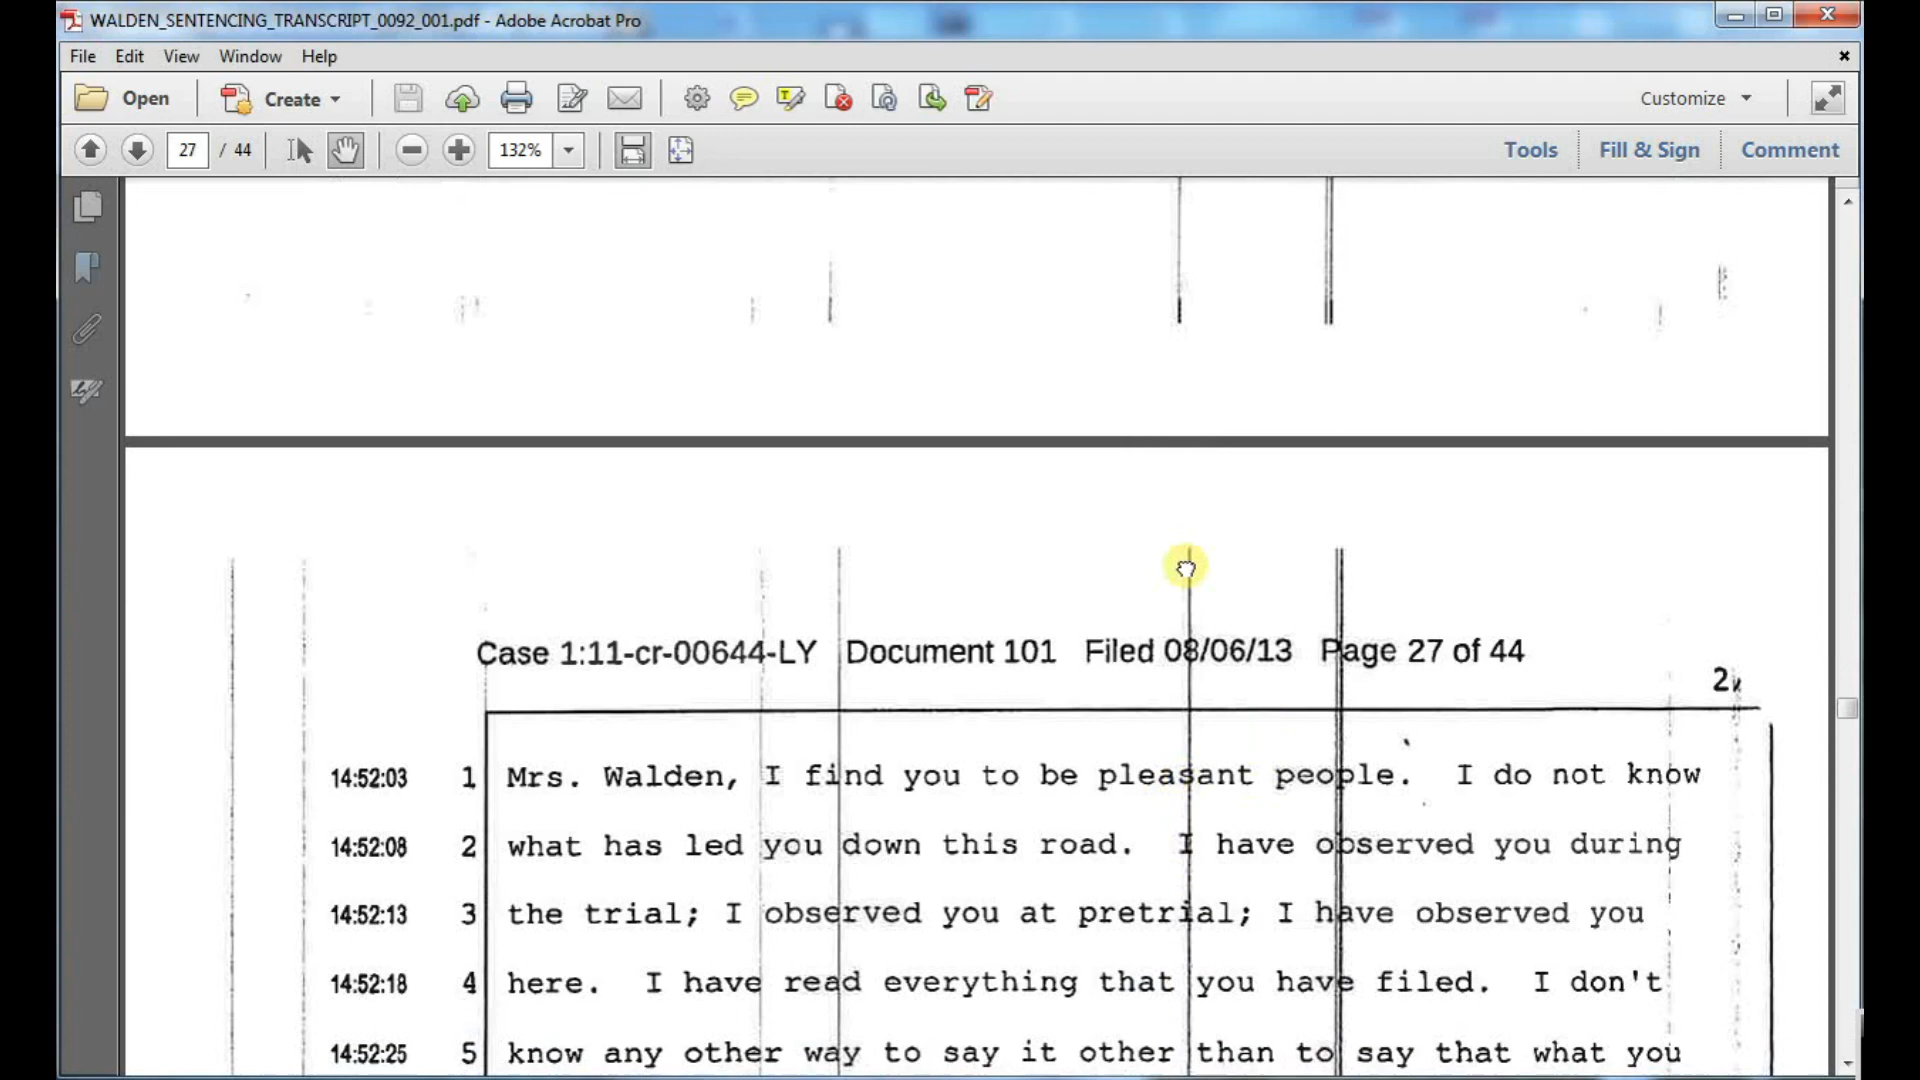 WALDEN_SENTENCING_TRANSCRIPT_0092_001.pdf - Adobe Acrobat Pro
File Edit View Window Help
Open Create Customize
27 / 44 132% Tools Fill & Sign Comment
Case 1:11-cr-00644-LY Document 101 Filed 08/06/13 Page 27 of 44
14:52:03 1 Mrs. Walden, I find you to be pleasant people. I do not know
14:52:08 2 what has led you down this road. I have observed you during
14:52:13 3 the trial; I observed you at pretrial; I have observed you
14:52:18 4 here. I have read everything that you have filed. I don't
14:52:25 5 know any other way to say it other than to say that what you